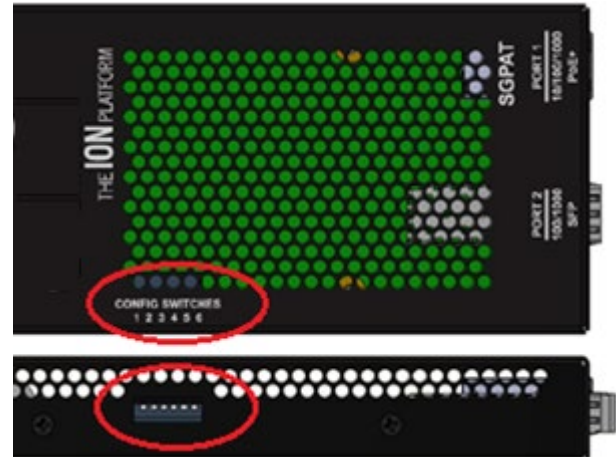 THE ION PLATFORM
SGPAT
PORT 1
10/100/1000
PoE+
PORT 2
100/1000
SFP
CONFIG SWITCHES
1 2 3 4 5 6